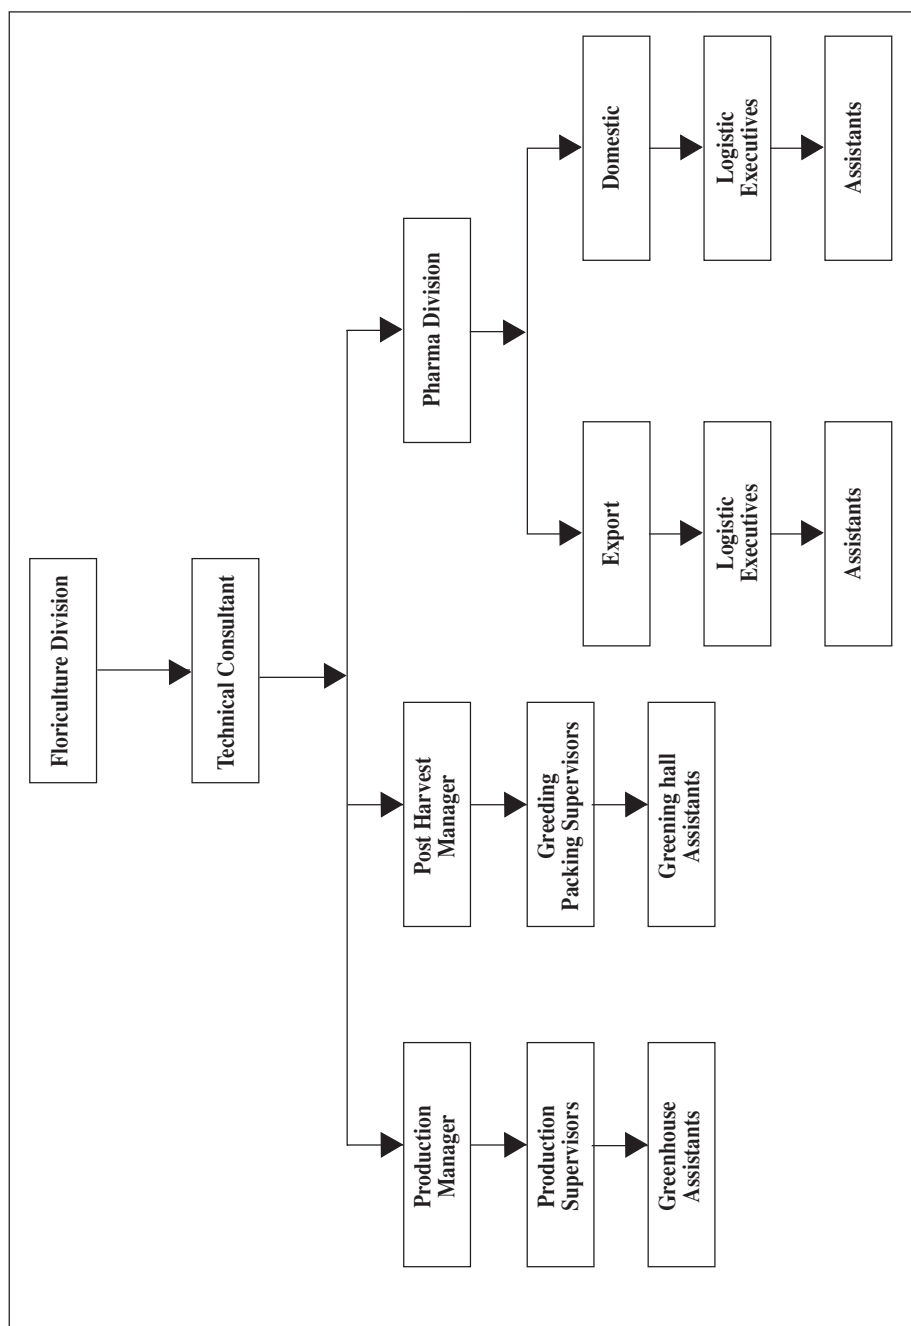 Floriculture Division
Technical Consultant
Production
Manager
Post Harvest
Manager
Pharma Division
Production
Supervisors
Greeding
Packing Supervisors
Export
Domestic
Greenhouse
Assistants
Greening hall
Assistants
Logistic
Executives
Logistic
Executives
Assistants
Assistants